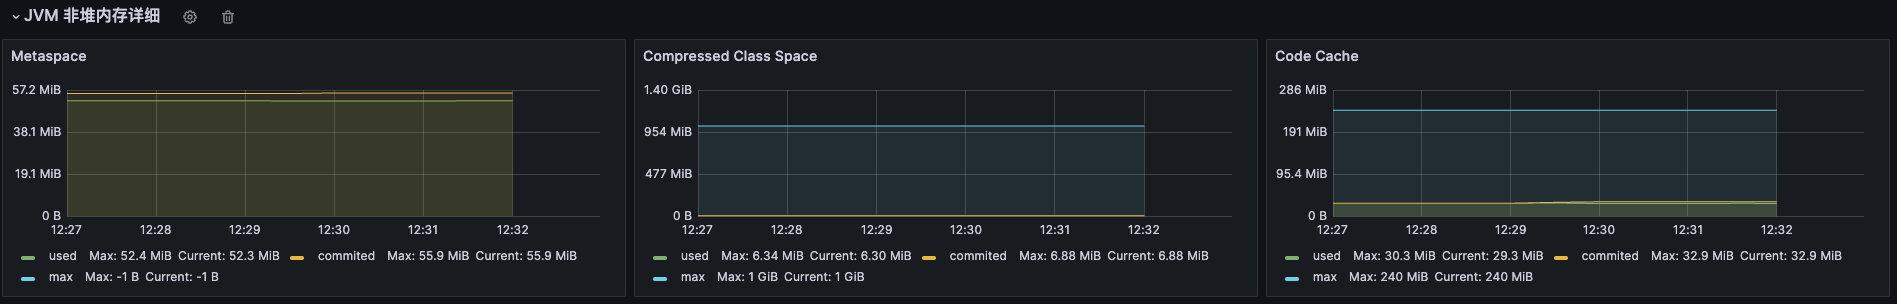 JVM 非堆内存详细
Metaspace
57.2 MiB
38.1 MiB
19.1 MiB
0 B
12:27 12:28 12:29 12:30 12:31 12:32
used Max: 52.4 MiB Current: 52.3 MiB commited Max: 55.9 MiB Current: 55.9 MiB
max Max: -1 B Current: -1 B
Compressed Class Space
1.40 GiB
954 MiB
477 MiB
0 B
12:27 12:28 12:29 12:30 12:31 12:32
used Max: 6.34 MiB Current: 6.30 MiB commited Max: 6.88 MiB Current: 6.88 MiB
max Max: 1 GiB Current: 1 GiB
Code Cache
286 MiB
191 MiB
95.4 MiB
0 B
12:27 12:28 12:29 12:30 12:31 12:32
used Max: 30.3 MiB Current: 29.3 MiB commited Max: 32.9 MiB Current: 32.9 MiB
max Max: 240 MiB Current: 240 MiB